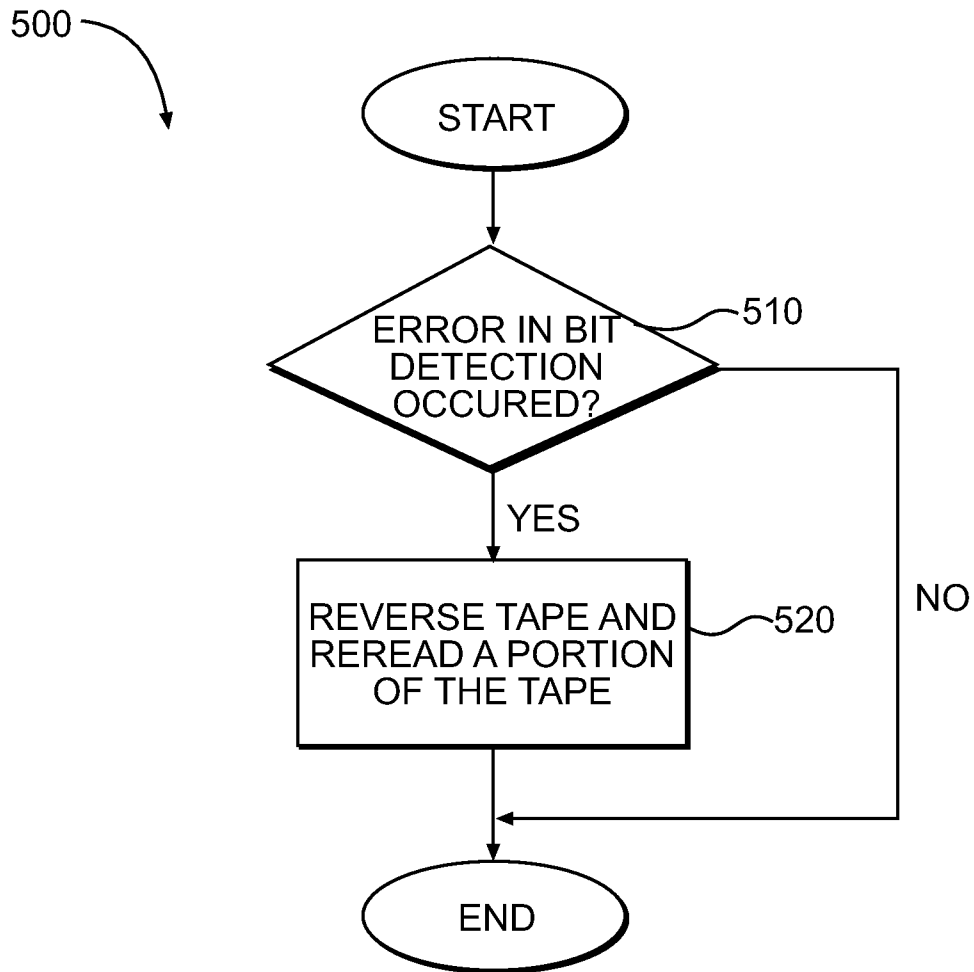 500
START
ERROR IN BIT
DETECTION
OCCURED?
510
YES
NO
REVERSE TAPE AND
REREAD A PORTION
OF THE TAPE
520
END